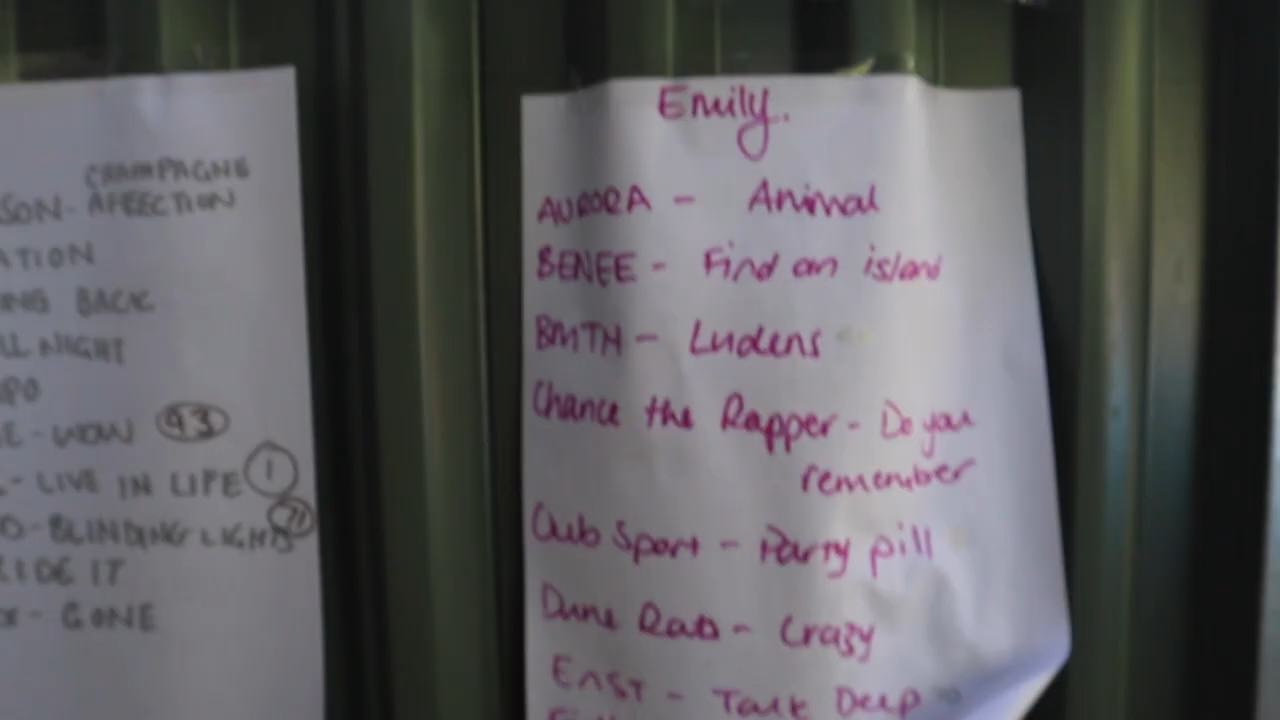 CHAMPAGNE
SON- AFFECTION
ATION
ING BACK
LL NIGHT
E-WOW 93
- LIVE IN LIFE 1
O-BLINDING LIGHTS 71
RIDE IT
- GONE
Emily.
AURORA - Animal
BENEE - Find an island
BMTH - Ludens
Chance the Rapper - Do you
remember
Club Sport - Party pill
Dune Rats - Crazy
EAST - Talk Deep